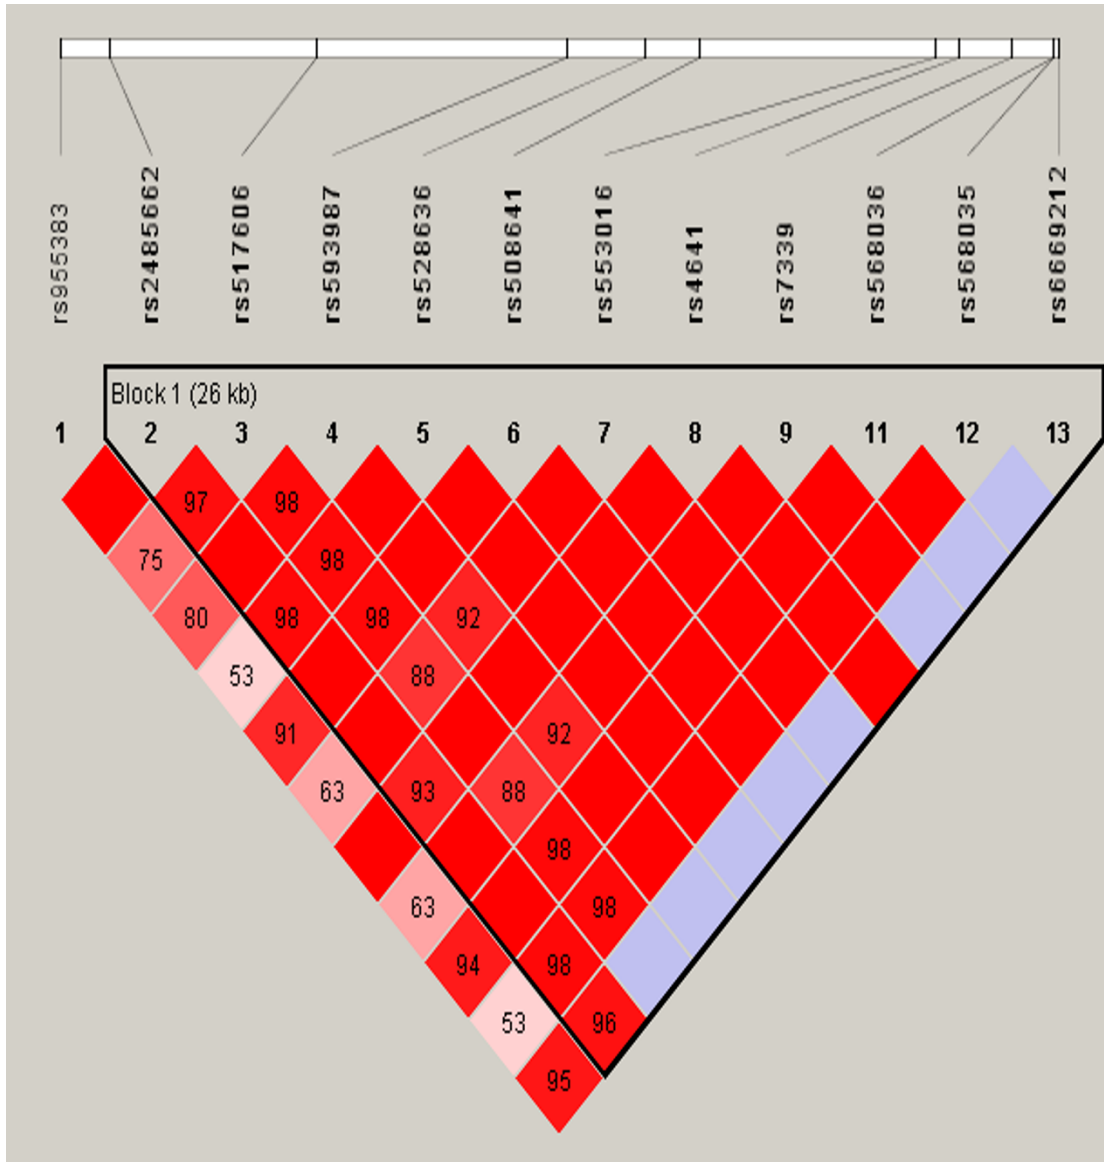 rs955383
rs2485662
rs517606
rs593987
rs528636
rs508641
rs553016
rs4641
rs7339
rs568036
rs568035
rs6669212
Block 1 (26 kb)
1 2 3 4 5 6 7 8 9 11 12 13
97 98
75 98
80 98 98 92
53 88
91 92
63 93 88
98
63 98
94 98
53 96
95